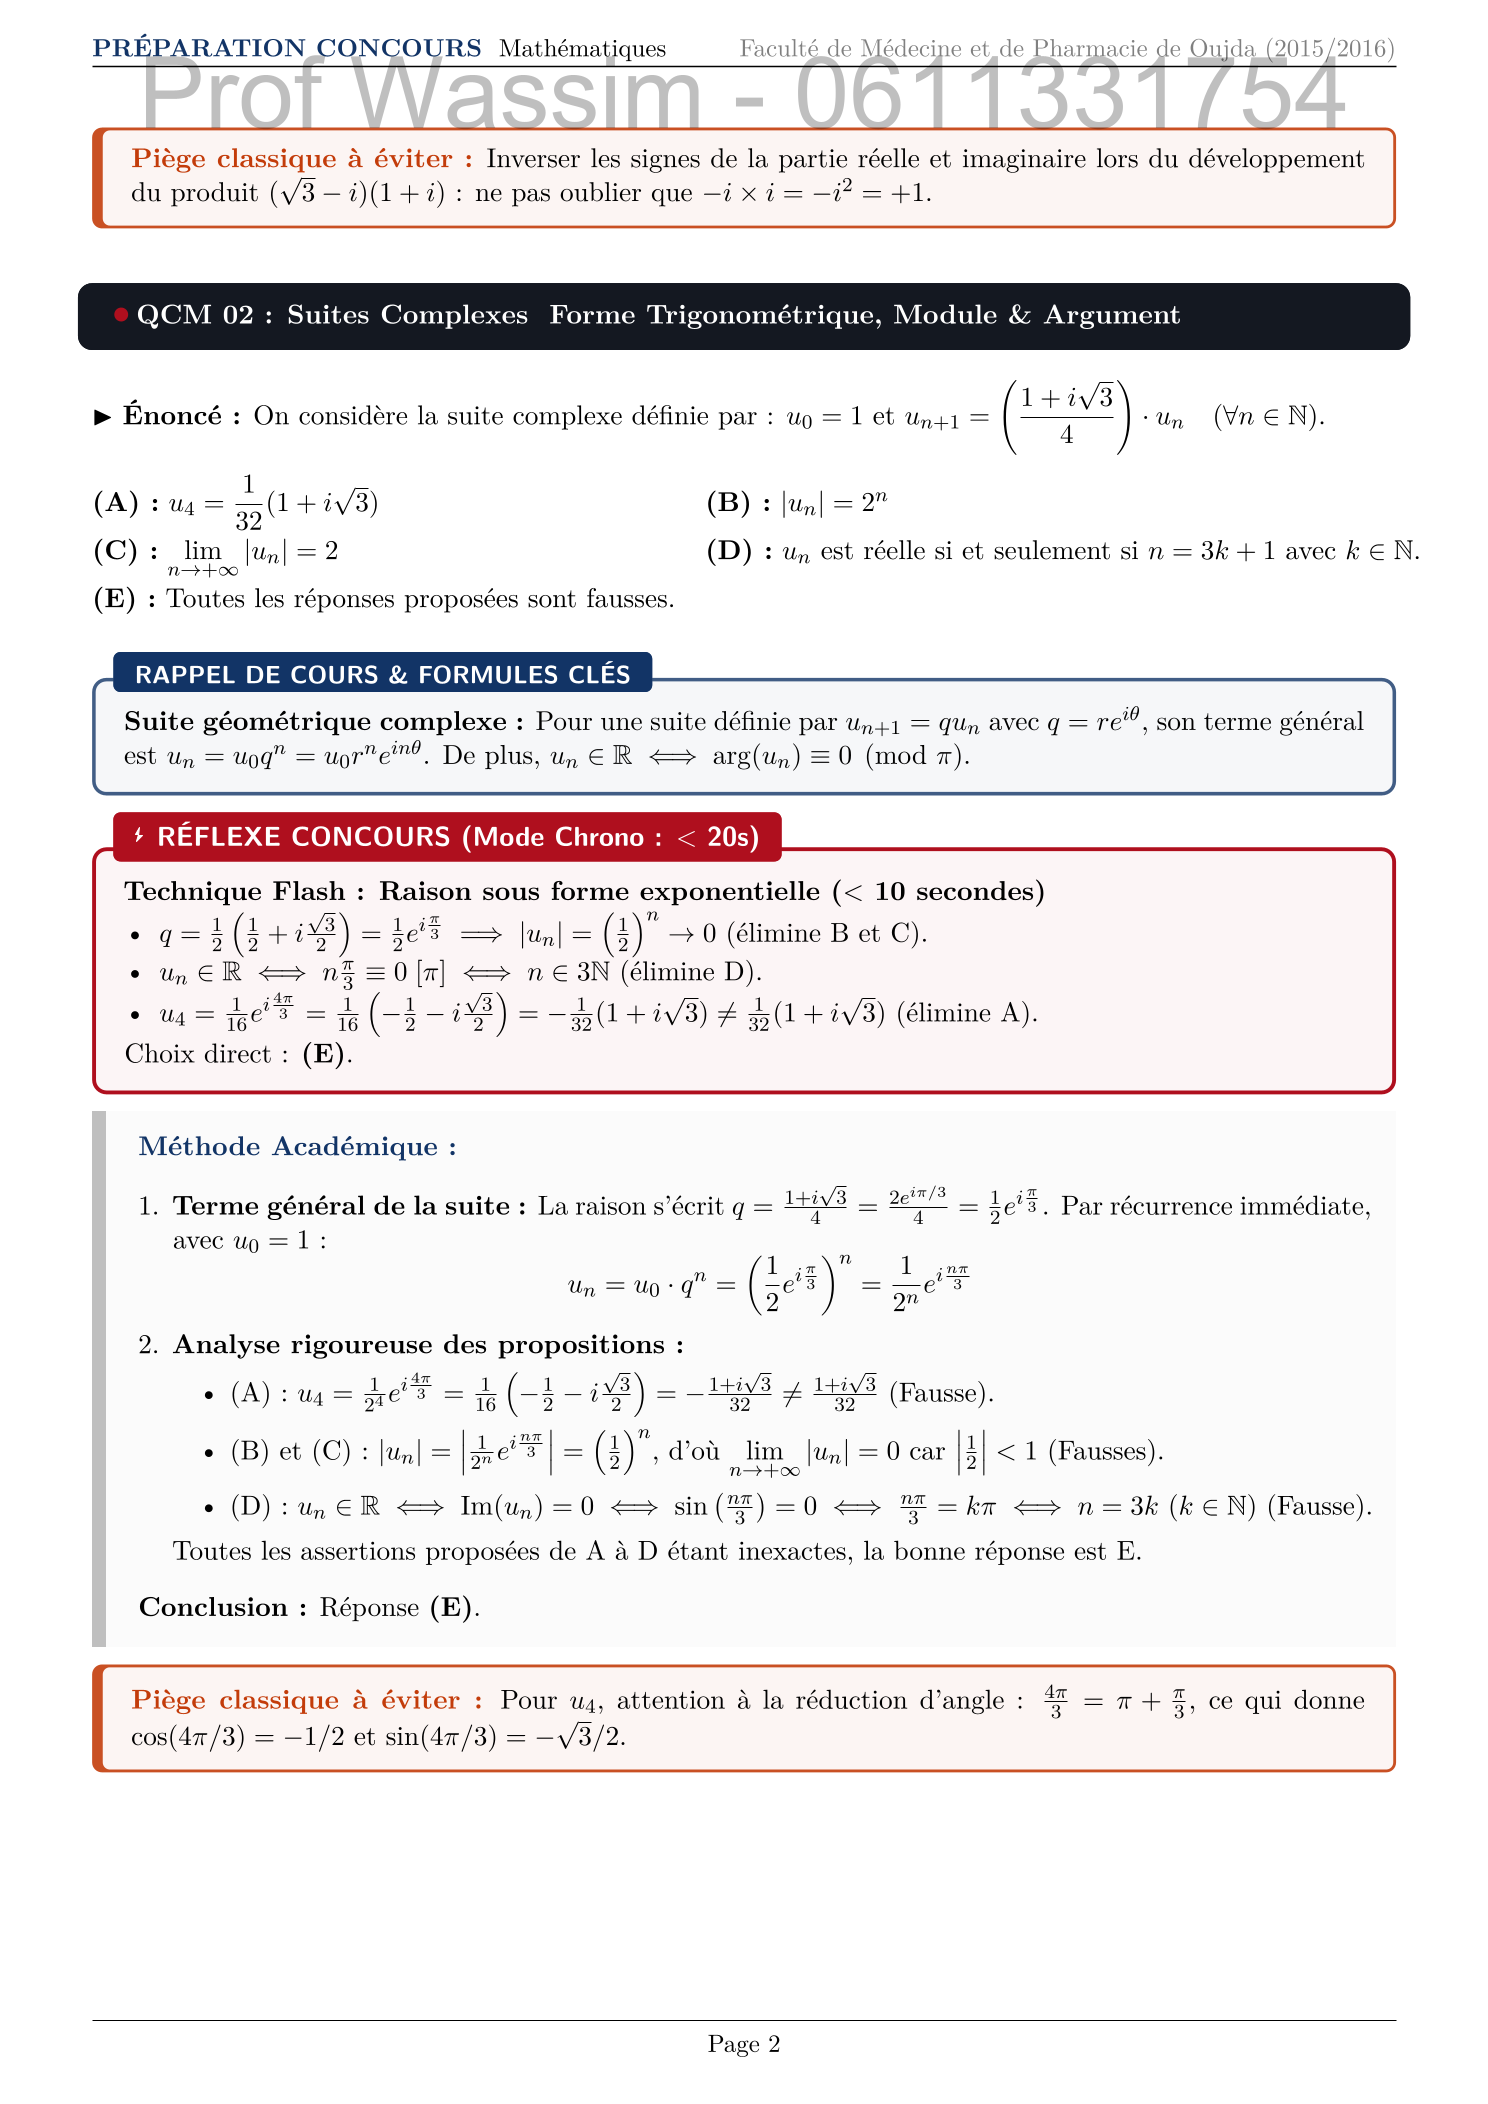 PRÉPARATION CONCOURS Mathématiques Faculté de Médecine et de Pharmacie de Oujda (2015/2016)
Prof Wassim - 0611331754
Piège classique à éviter : Inverser les signes de la partie réelle et imaginaire lors du développement
du produit (√3 − i)(1 + i) : ne pas oublier que −i × i = −i² = +1.
• QCM 02 : Suites Complexes Forme Trigonométrique, Module & Argument
▶ Énoncé : On considère la suite complexe définie par : u₀ = 1 et uₙ₊₁ = ((1 + i√3)/4) · uₙ (∀n ∈ ℕ).
(A) : u₄ = 1/32 (1 + i√3) (B) : |uₙ| = 2ⁿ
(C) : lim_{n→+∞} |uₙ| = 2 (D) : uₙ est réelle si et seulement si n = 3k + 1 avec k ∈ ℕ.
(E) : Toutes les réponses proposées sont fausses.
RAPPEL DE COURS & FORMULES CLÉS
Suite géométrique complexe : Pour une suite définie par uₙ₊₁ = quₙ avec q = re^{iθ}, son terme général
est uₙ = u₀qⁿ = u₀rⁿe^{inθ}. De plus, uₙ ∈ ℝ ⟺ arg(uₙ) ≡ 0 (mod π).
⚡ RÉFLEXE CONCOURS (Mode Chrono : < 20s)
Technique Flash : Raison sous forme exponentielle (< 10 secondes)
• q = 1/2 (1/2 + i√3/2) = 1/2 e^{iπ/3} ⟹ |uₙ| = (1/2)ⁿ → 0 (élimine B et C).
• uₙ ∈ ℝ ⟺ nπ/3 ≡ 0 [π] ⟺ n ∈ 3ℕ (élimine D).
• u₄ = 1/16 e^{i4π/3} = 1/16 (−1/2 − i√3/2) = −1/32 (1 + i√3) ≠ 1/32 (1 + i√3) (élimine A).
Choix direct : (E).
Méthode Académique :
1. Terme général de la suite : La raison s'écrit q = (1+i√3)/4 = 2e^{iπ/3}/4 = 1/2 e^{iπ/3}. Par récurrence immédiate,
avec u₀ = 1 :
uₙ = u₀ · qⁿ = (1/2 e^{iπ/3})ⁿ = 1/2ⁿ e^{inπ/3}
2. Analyse rigoureuse des propositions :
• (A) : u₄ = 1/2⁴ e^{i4π/3} = 1/16 (−1/2 − i√3/2) = −(1+i√3)/32 ≠ (1+i√3)/32 (Fausse).
• (B) et (C) : |uₙ| = |1/2ⁿ e^{inπ/3}| = (1/2)ⁿ, d'où lim_{n→+∞} |uₙ| = 0 car |1/2| < 1 (Fausses).
• (D) : uₙ ∈ ℝ ⟺ Im(uₙ) = 0 ⟺ sin (nπ/3) = 0 ⟺ nπ/3 = kπ ⟺ n = 3k (k ∈ ℕ) (Fausse).
Toutes les assertions proposées de A à D étant inexactes, la bonne réponse est E.
Conclusion : Réponse (E).
Piège classique à éviter : Pour u₄, attention à la réduction d'angle : 4π/3 = π + π/3, ce qui donne
cos(4π/3) = −1/2 et sin(4π/3) = −√3/2.
Page 2